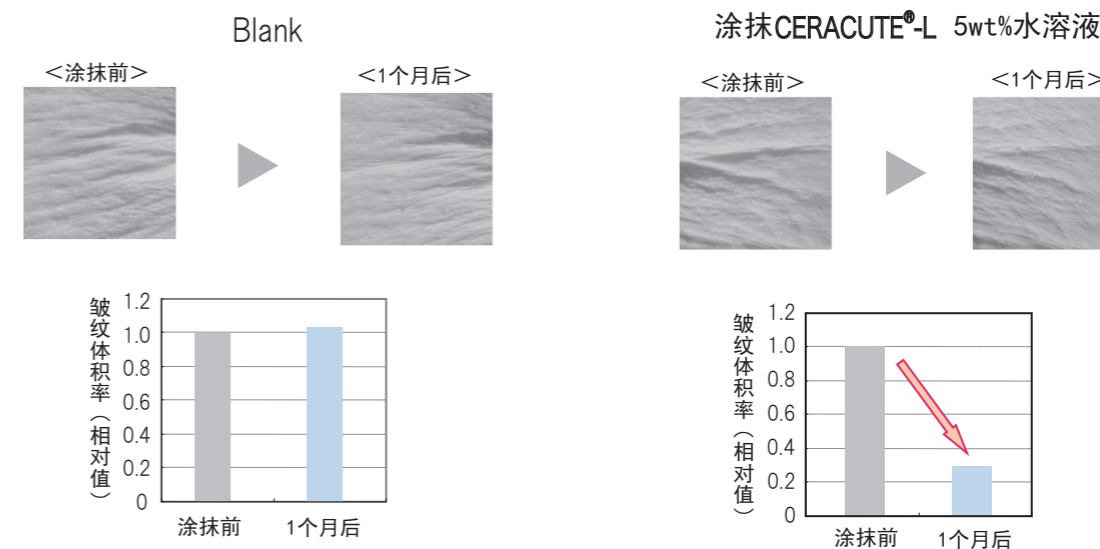 Blank
<涂抹前>
<1个月后>
皱纹体积率（相对值）
1.2
1.0
0.8
0.6
0.4
0.2
0
涂抹前
1个月后
涂抹CERACUTE®-L 5wt%水溶液
<涂抹前>
<1个月后>
皱纹体积率（相对值）
1.2
1.0
0.8
0.6
0.4
0.2
0
涂抹前
1个月后